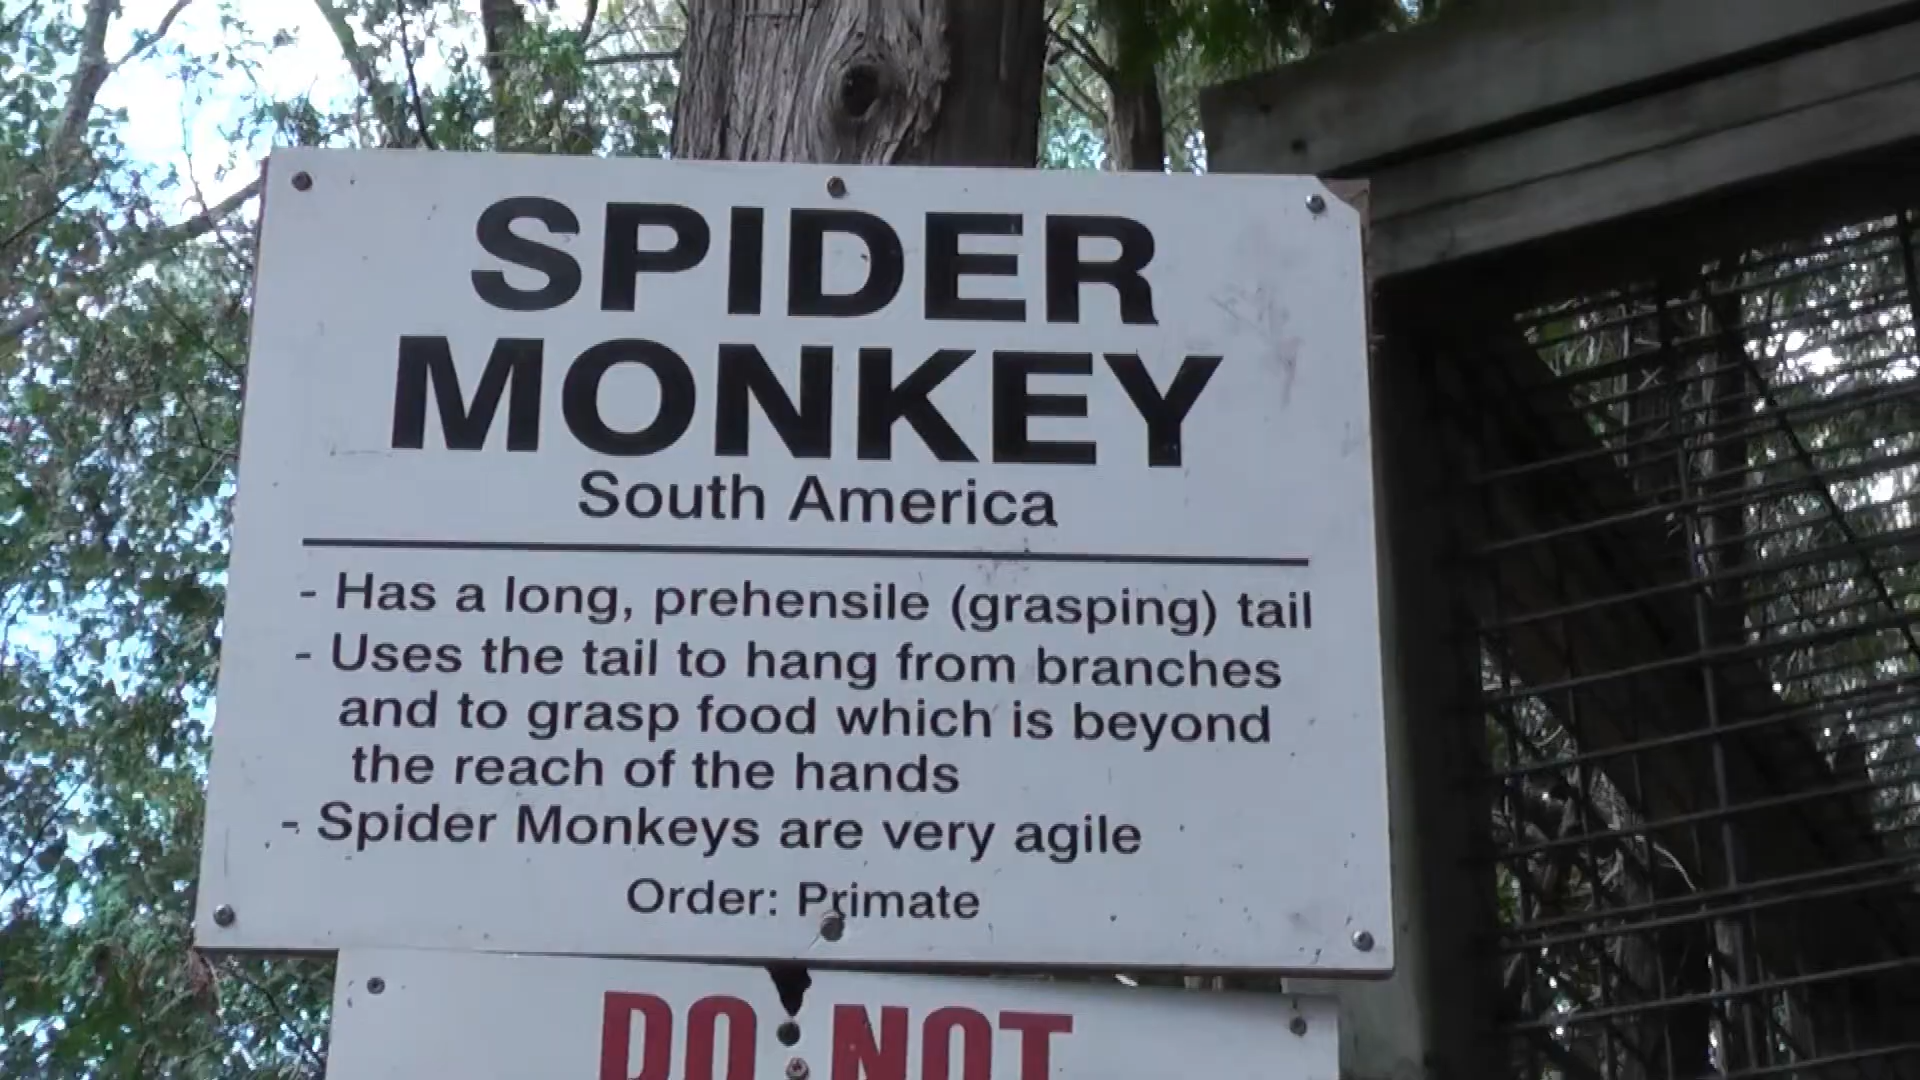 SPIDER
MONKEY
South America
- Has a long, prehensile (grasping) tail
- Uses the tail to hang from branches
and to grasp food which is beyond
the reach of the hands
- Spider Monkeys are very agile
Order: Primate
DO NOT